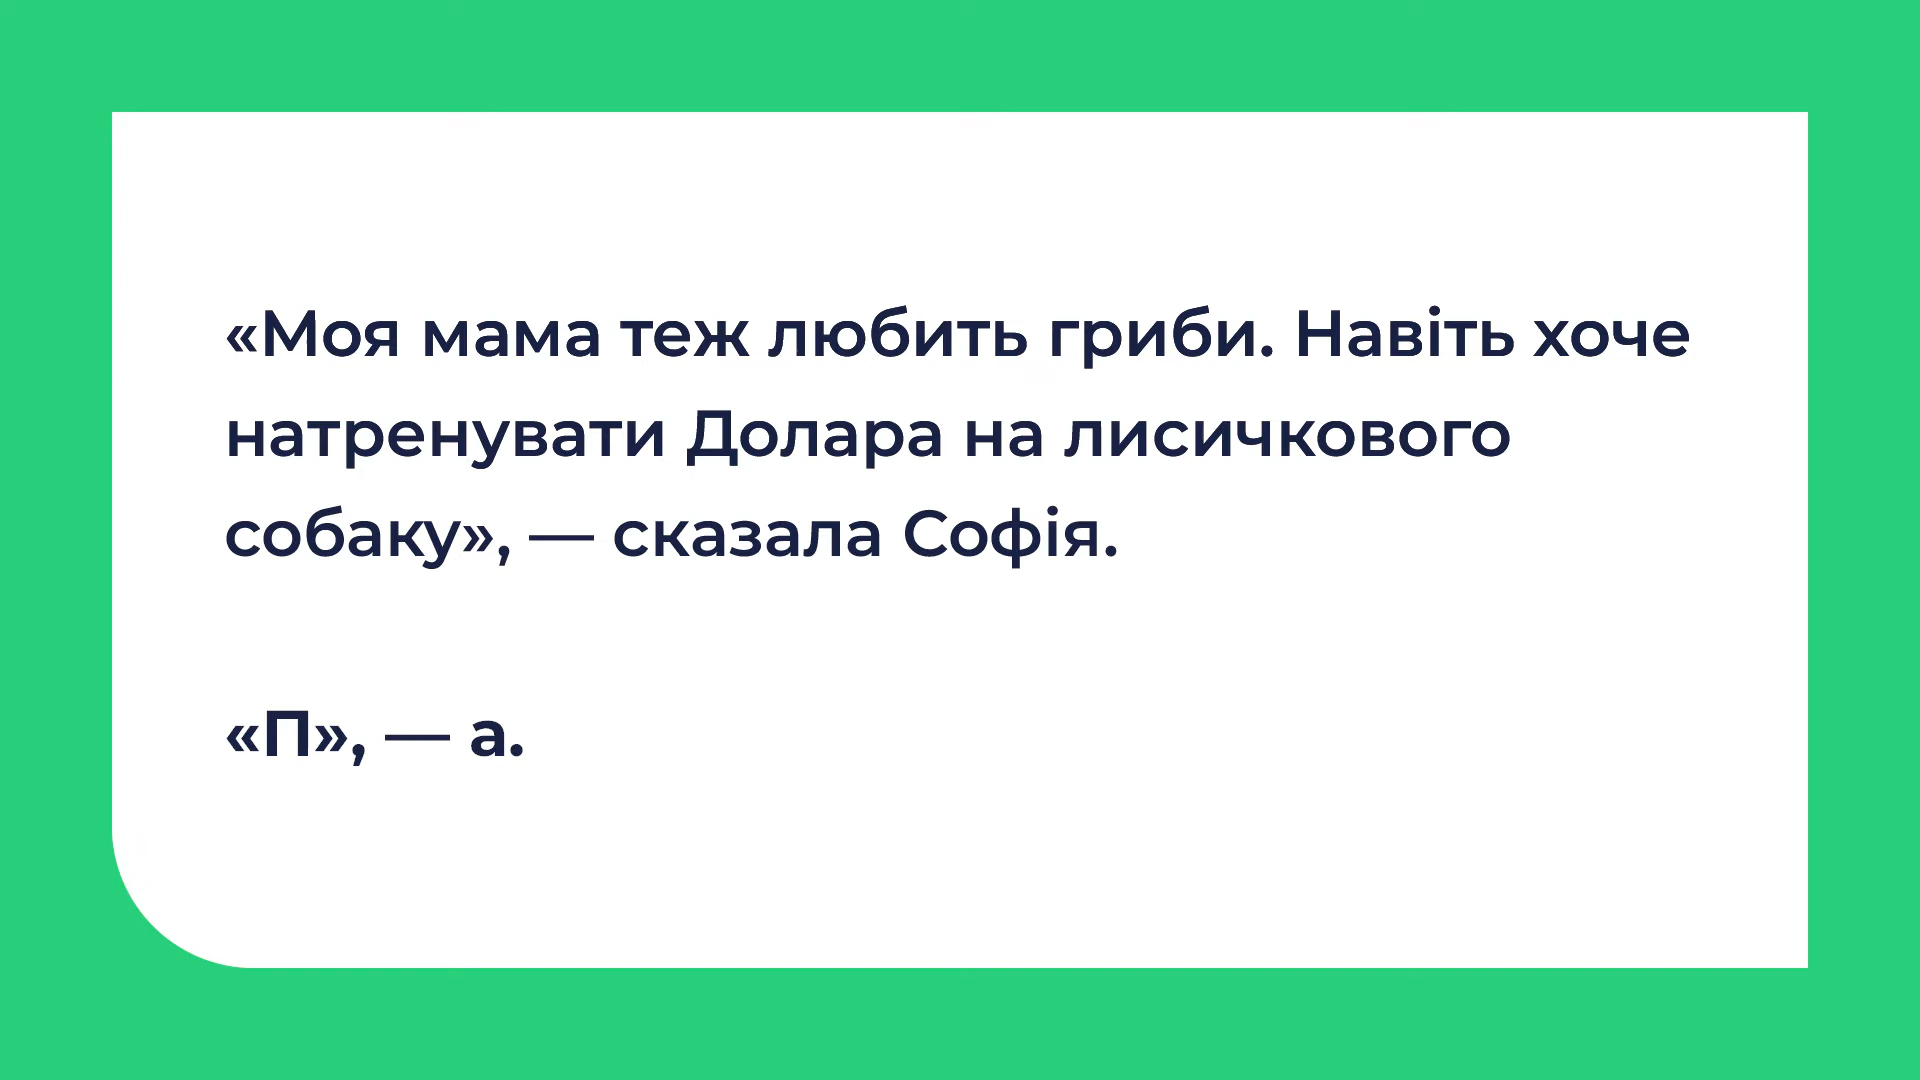 «Моя мама теж любить гриби. Навіть хоче
натренувати Долара на лисичкового
собаку», — сказала Софія.
«П», — а.